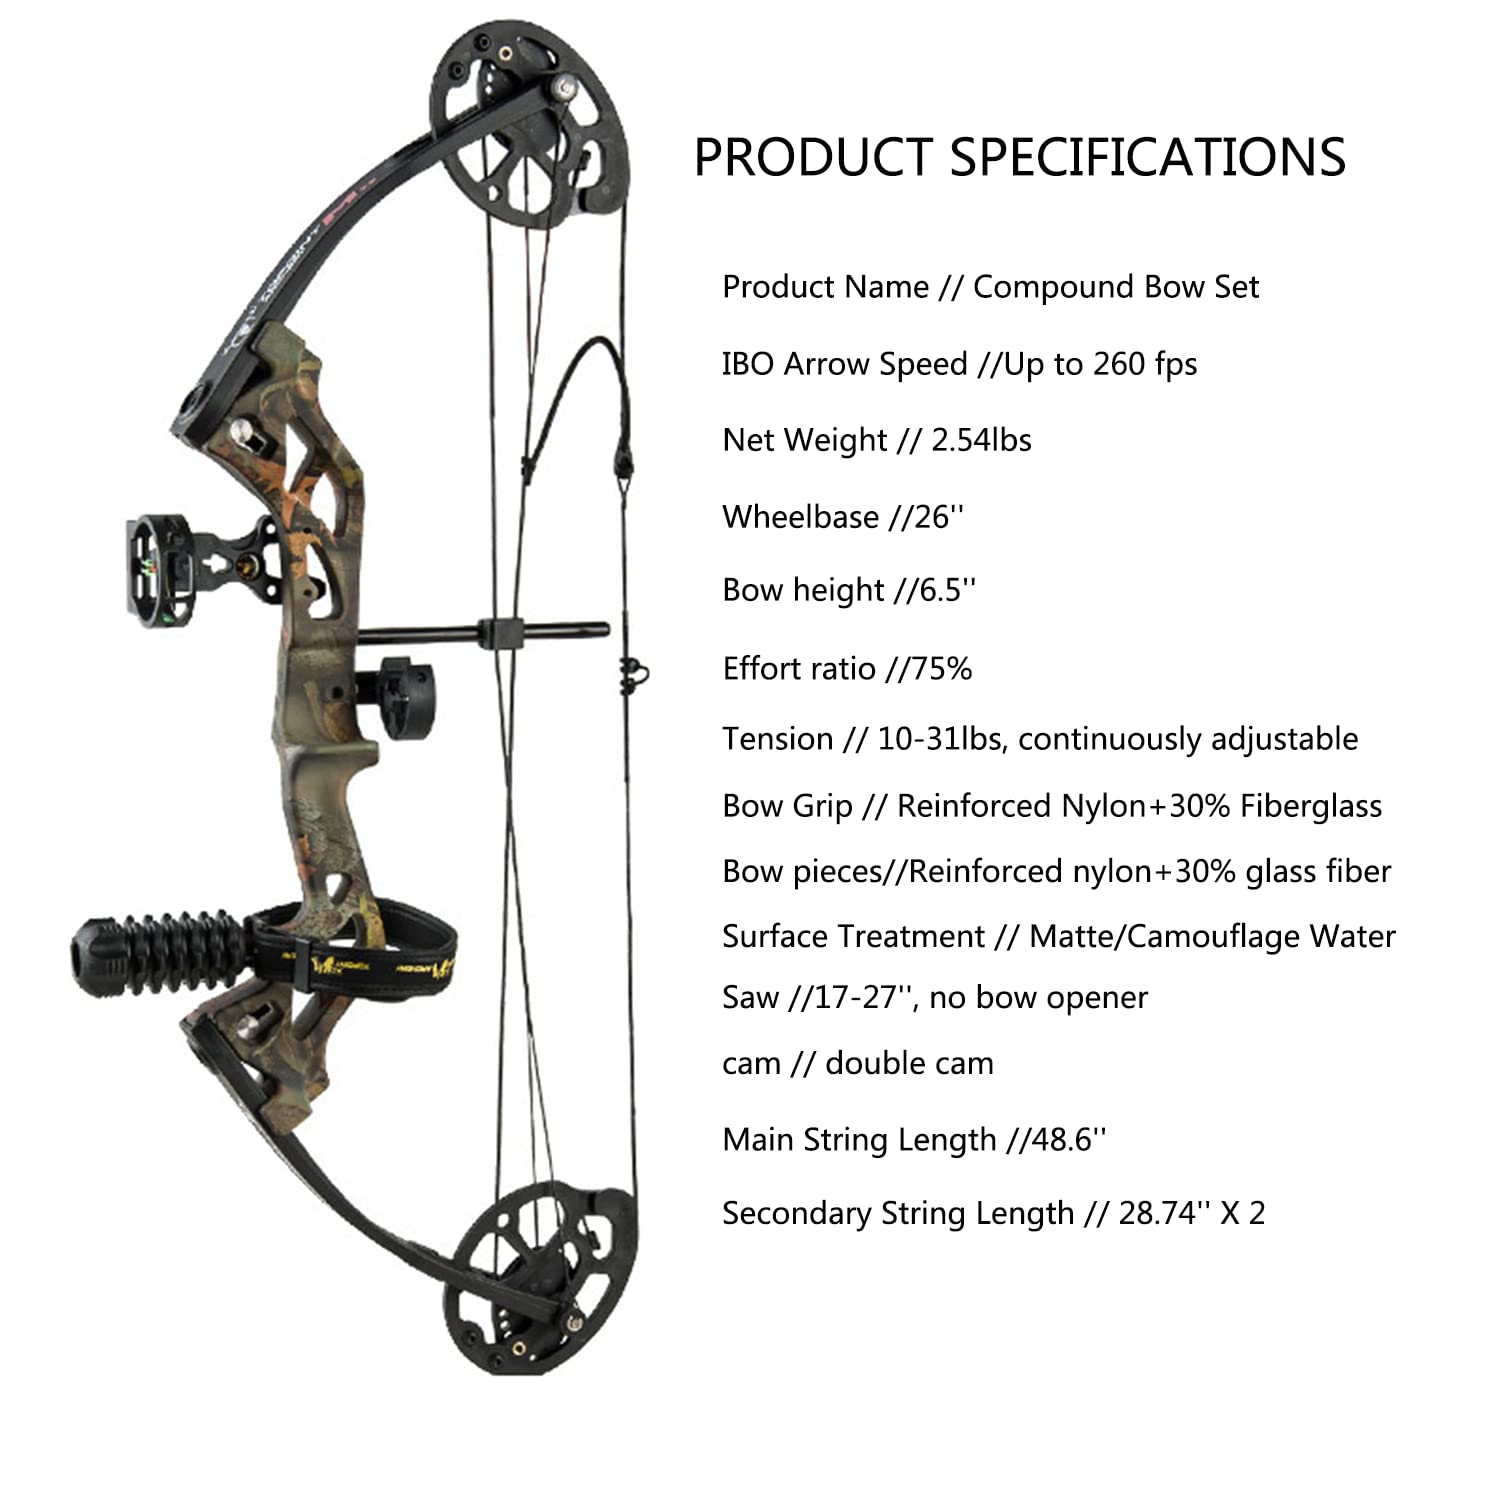 PRODUCT SPECIFICATIONS
Product Name // Compound Bow Set
IBO Arrow Speed //Up to 260 fps
Net Weight // 2.54lbs
Wheelbase //26''
Bow height //6.5''
Effort ratio //75%
Tension // 10-31lbs, continuously adjustable
Bow Grip // Reinforced Nylon+30% Fiberglass
Bow pieces//Reinforced nylon+30% glass fiber
Surface Treatment // Matte/Camouflage Water
Saw //17-27'', no bow opener
cam // double cam
Main String Length //48.6''
Secondary String Length // 28.74'' X 2